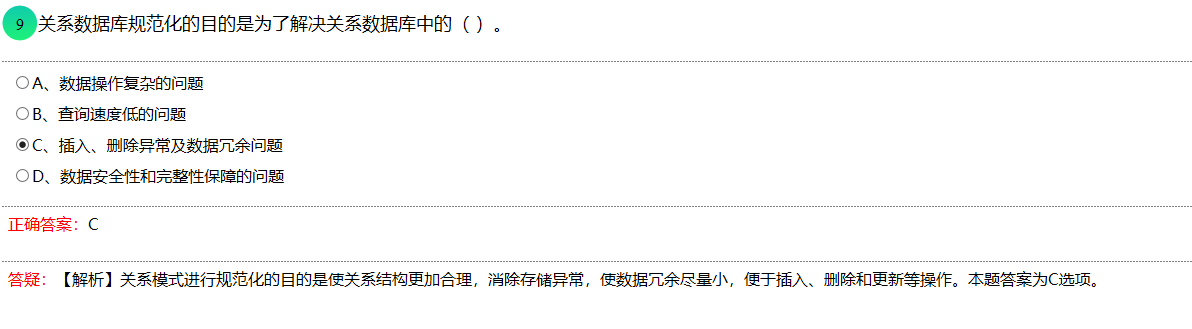 9 关系数据库规范化的目的是为了解决关系数据库中的（ ）。
A、数据操作复杂的问题
B、查询速度低的问题
C、插入、删除异常及数据冗余问题
D、数据安全性和完整性保障的问题
正确答案：C
答疑：【解析】关系模式进行规范化的目的是使关系结构更加合理，消除存储异常，使数据冗余尽量小，便于插入、删除和更新等操作。本题答案为C选项。